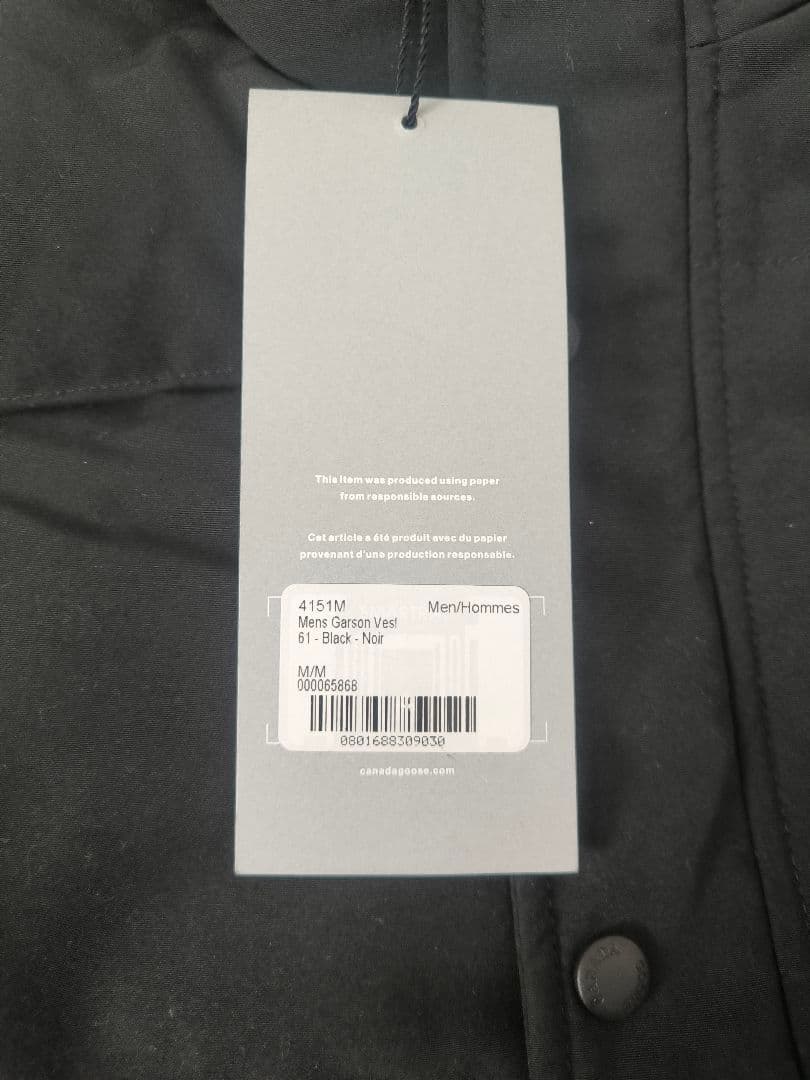 This item was produced using paper
from responsible sources.
Cet article a été produit avec du papier
provenant d'une production responsable.
4151M Men/Hommes
Mens Garson Vest
61 - Black - Noir
M/M
000065868
0801688309030
canadagoose.com